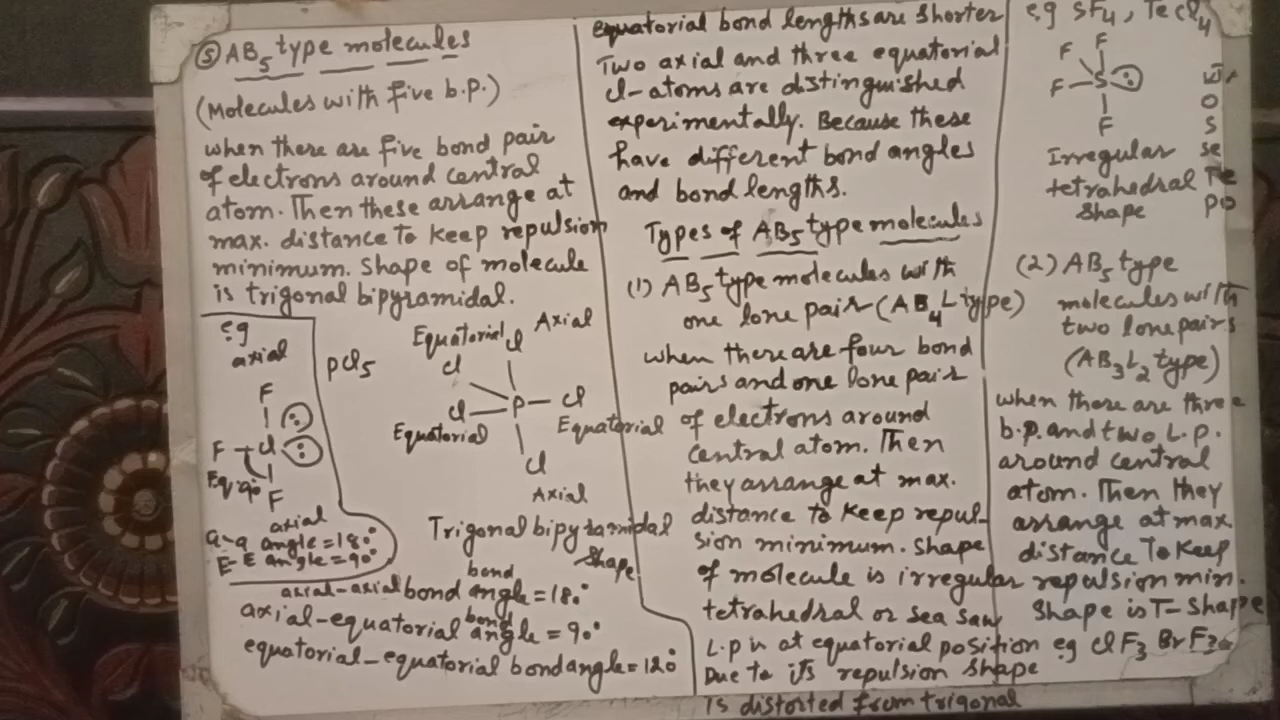 ⑤ AB5 type molecules
(Molecules with five b.p.)
when there are five bond pair
of electrons around central
atom. Then these arrange at
max. distance to keep repulsion
minimum. Shape of molecule
is trigonal bipyramidal.
e.g
axial
F
F Cl
Eq 90°
F
axial
a-a angle = 180°
E-E angle = 90°
PCl5
Equatorial Cl Axial
Cl
Cl P Cl
Equatorial Equatorial
Cl
Axial
Trigonal bipyramidal
Shape
axial-axial bond angle = 180°
axial-equatorial bond angle = 90°
equatorial-equatorial bond angle = 120°
equatorial bond lengths are shorter
Two axial and three equatorial
Cl-atoms are distinguished
experimentally. Because these
have different bond angles
and bond lengths.
Types of AB5 type molecules
(1) AB5 type molecules with
one lone pair (AB4L type)
when there are four bond
pairs and one lone pair
of electrons around
central atom. Then
they arrange at max.
distance to keep repul-
sion minimum. Shape
of molecule is irregular
tetrahedral or sea saw
L.p is at equatorial position
Due to its repulsion shape
is distorted from trigonal
e.g SF4, TeCl4
F F
F S
F
Irregular
tetrahedral
Shape
O
S
Se
Te
Po
(2) AB5 type
molecules with
two lone pairs
(AB3L2 type)
when there are three
b.p. and two L.p.
around central
atom. Then they
arrange at max.
distance to keep
repulsion min.
Shape is T-Shape
eg ClF3 BrF3